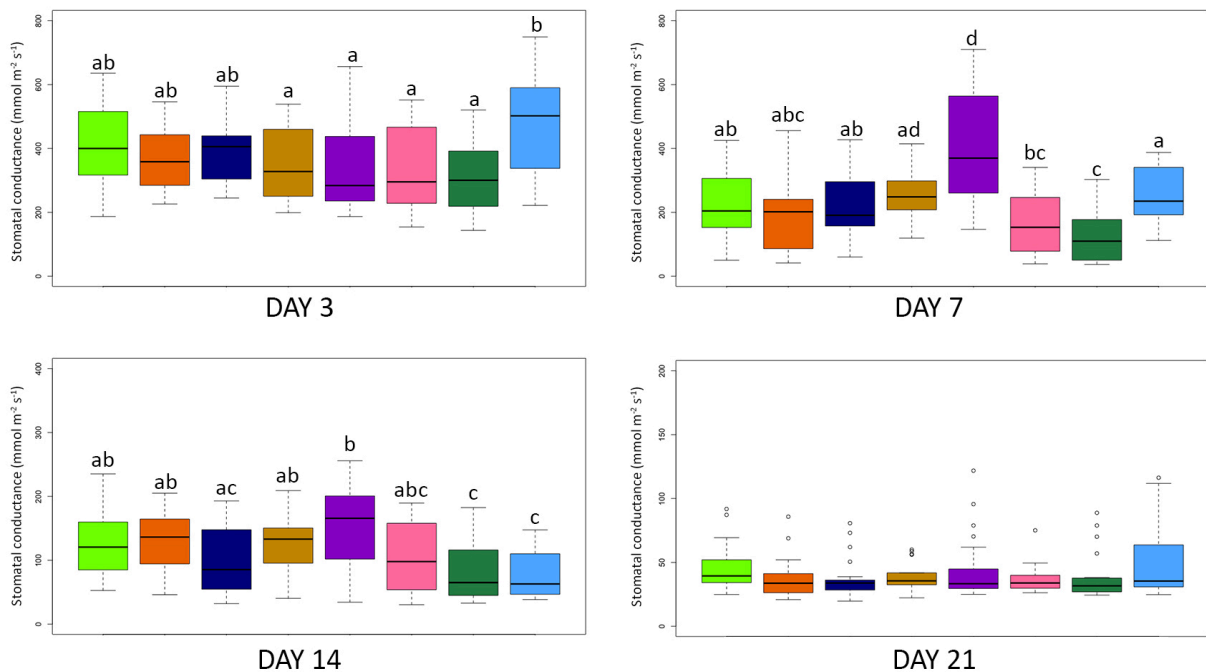 Stomatal conductance (mmol m⁻² s⁻¹)
800
600
400
200
0
ab
ab
ab
a
a
a
a
b
DAY 3
Stomatal conductance (mmol m⁻² s⁻¹)
800
600
400
200
0
ab
abc
ab
ad
d
bc
c
a
DAY 7
Stomatal conductance (mmol m⁻² s⁻¹)
400
300
200
100
0
ab
ab
ac
ab
b
abc
c
c
DAY 14
Stomatal conductance (mmol m⁻² s⁻¹)
200
150
100
50
0
DAY 21